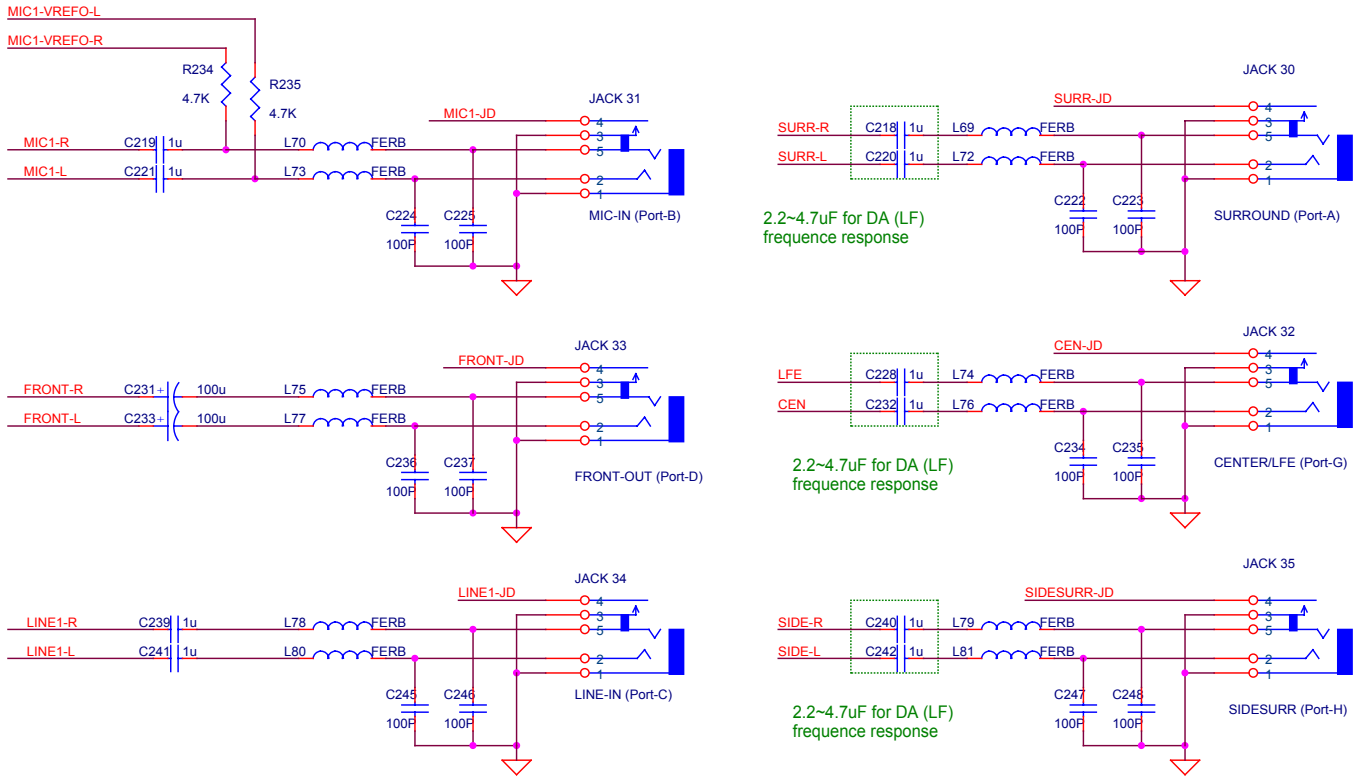 MIC1-VREFO-L
MIC1-VREFO-R
R234
4.7K
R235
4.7K
JACK 31
MIC1-JD
4
3
5
2
1
MIC1-R
C219
1u
L70
FERB
MIC1-L
C221
1u
L73
FERB
C224
100P
C225
100P
MIC-IN (Port-B)
JACK 30
SURR-JD
4
3
5
2
1
SURR-R
C218
1u
L69
FERB
SURR-L
C220
1u
L72
FERB
C222
100P
C223
100P
SURROUND (Port-A)
2.2~4.7uF for DA (LF)
frequence response
JACK 33
FRONT-JD
4
3
5
2
1
FRONT-R
C231
+
100u
L75
FERB
FRONT-L
C233
+
100u
L77
FERB
C236
100P
C237
100P
FRONT-OUT (Port-D)
JACK 32
CEN-JD
4
3
5
2
1
LFE
C228
1u
L74
FERB
CEN
C232
1u
L76
FERB
C234
100P
C235
100P
CENTER/LFE (Port-G)
2.2~4.7uF for DA (LF)
frequence response
JACK 34
LINE1-JD
4
3
5
2
1
LINE1-R
C239
1u
L78
FERB
LINE1-L
C241
1u
L80
FERB
C245
100P
C246
100P
LINE-IN (Port-C)
JACK 35
SIDESURR-JD
4
3
5
2
1
SIDE-R
C240
1u
L79
FERB
SIDE-L
C242
1u
L81
FERB
C247
100P
C248
100P
SIDESURR (Port-H)
2.2~4.7uF for DA (LF)
frequence response